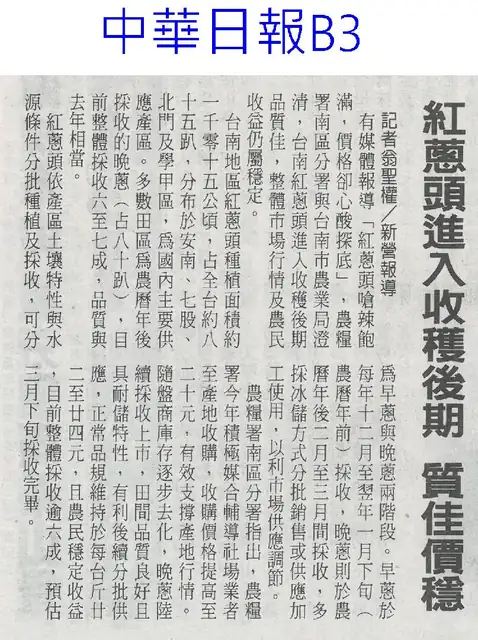 中華日報B3
紅蔥頭進入收穫後期 質佳價穩
記者翁聖權/新營報導
有媒體報導「紅蔥頭嗆辣飽
滿,價格卻心酸探底」,農糧
署南區分署與台南市農業局澄
清,台南紅蔥頭進入收穫後期
品質佳,整體市場行情及農民
收益仍屬穩定。
台南地區紅蔥頭種植面積約
一千零十五公頃,占全台約八
十五趴,分布於安南、七股、
北門及學甲區,為國內主要供
應產區。多數田區為農曆年後
採收的晚蔥(占八十趴),目
前整體採收六至七成,品質與
去年相當。
紅蔥頭依產區土壤特性與水
源條件分批種植及採收,可分
為早蔥與晚蔥兩階段。早蔥於
每年十二月至翌年一月下旬(
農曆年前)採收,晚蔥則於農
曆年後二月至三月間採收,多
採冰儲方式分批銷售或供應加
工使用,以利市場供應調節。
農糧署南區分署指出,農糧
署今年積極媒合輔導社場業者
至產地收購,收購價格提高至
二十元,有效支撐產地行情。
隨盤商庫存逐步去化,晚蔥陸
續採收上市,田間品質良好且
具耐儲特性,有利後續分批供
應,正常品規維持於每台斤廿
二至廿四元,且農民穩定收益
,目前整體採收逾六成,預估
三月下旬採收完畢。